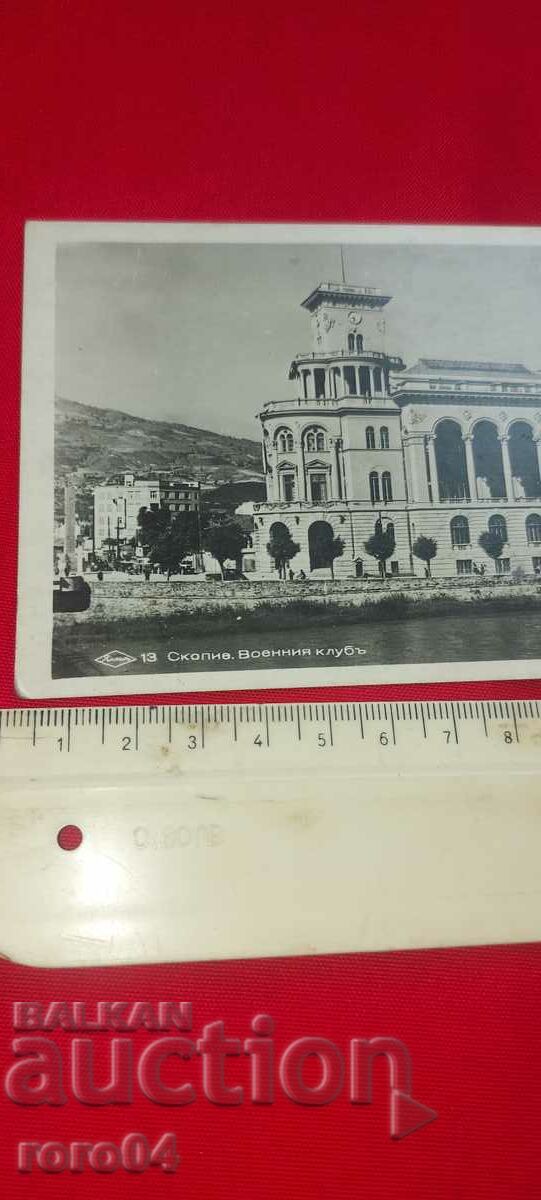 13 Скопие. Военния клубъ
1 2 3 4 5 6 7 8
BALKAN
auction
roro04